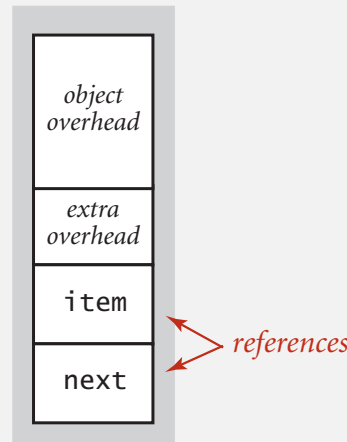 object
overhead
extra
overhead
item
references
next